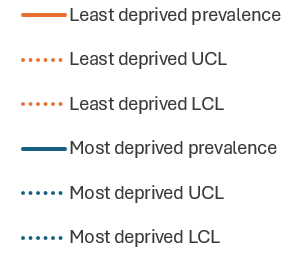 Least deprived prevalence
Least deprived UCL
Least deprived LCL
Most deprived prevalence
Most deprived UCL
Most deprived LCL